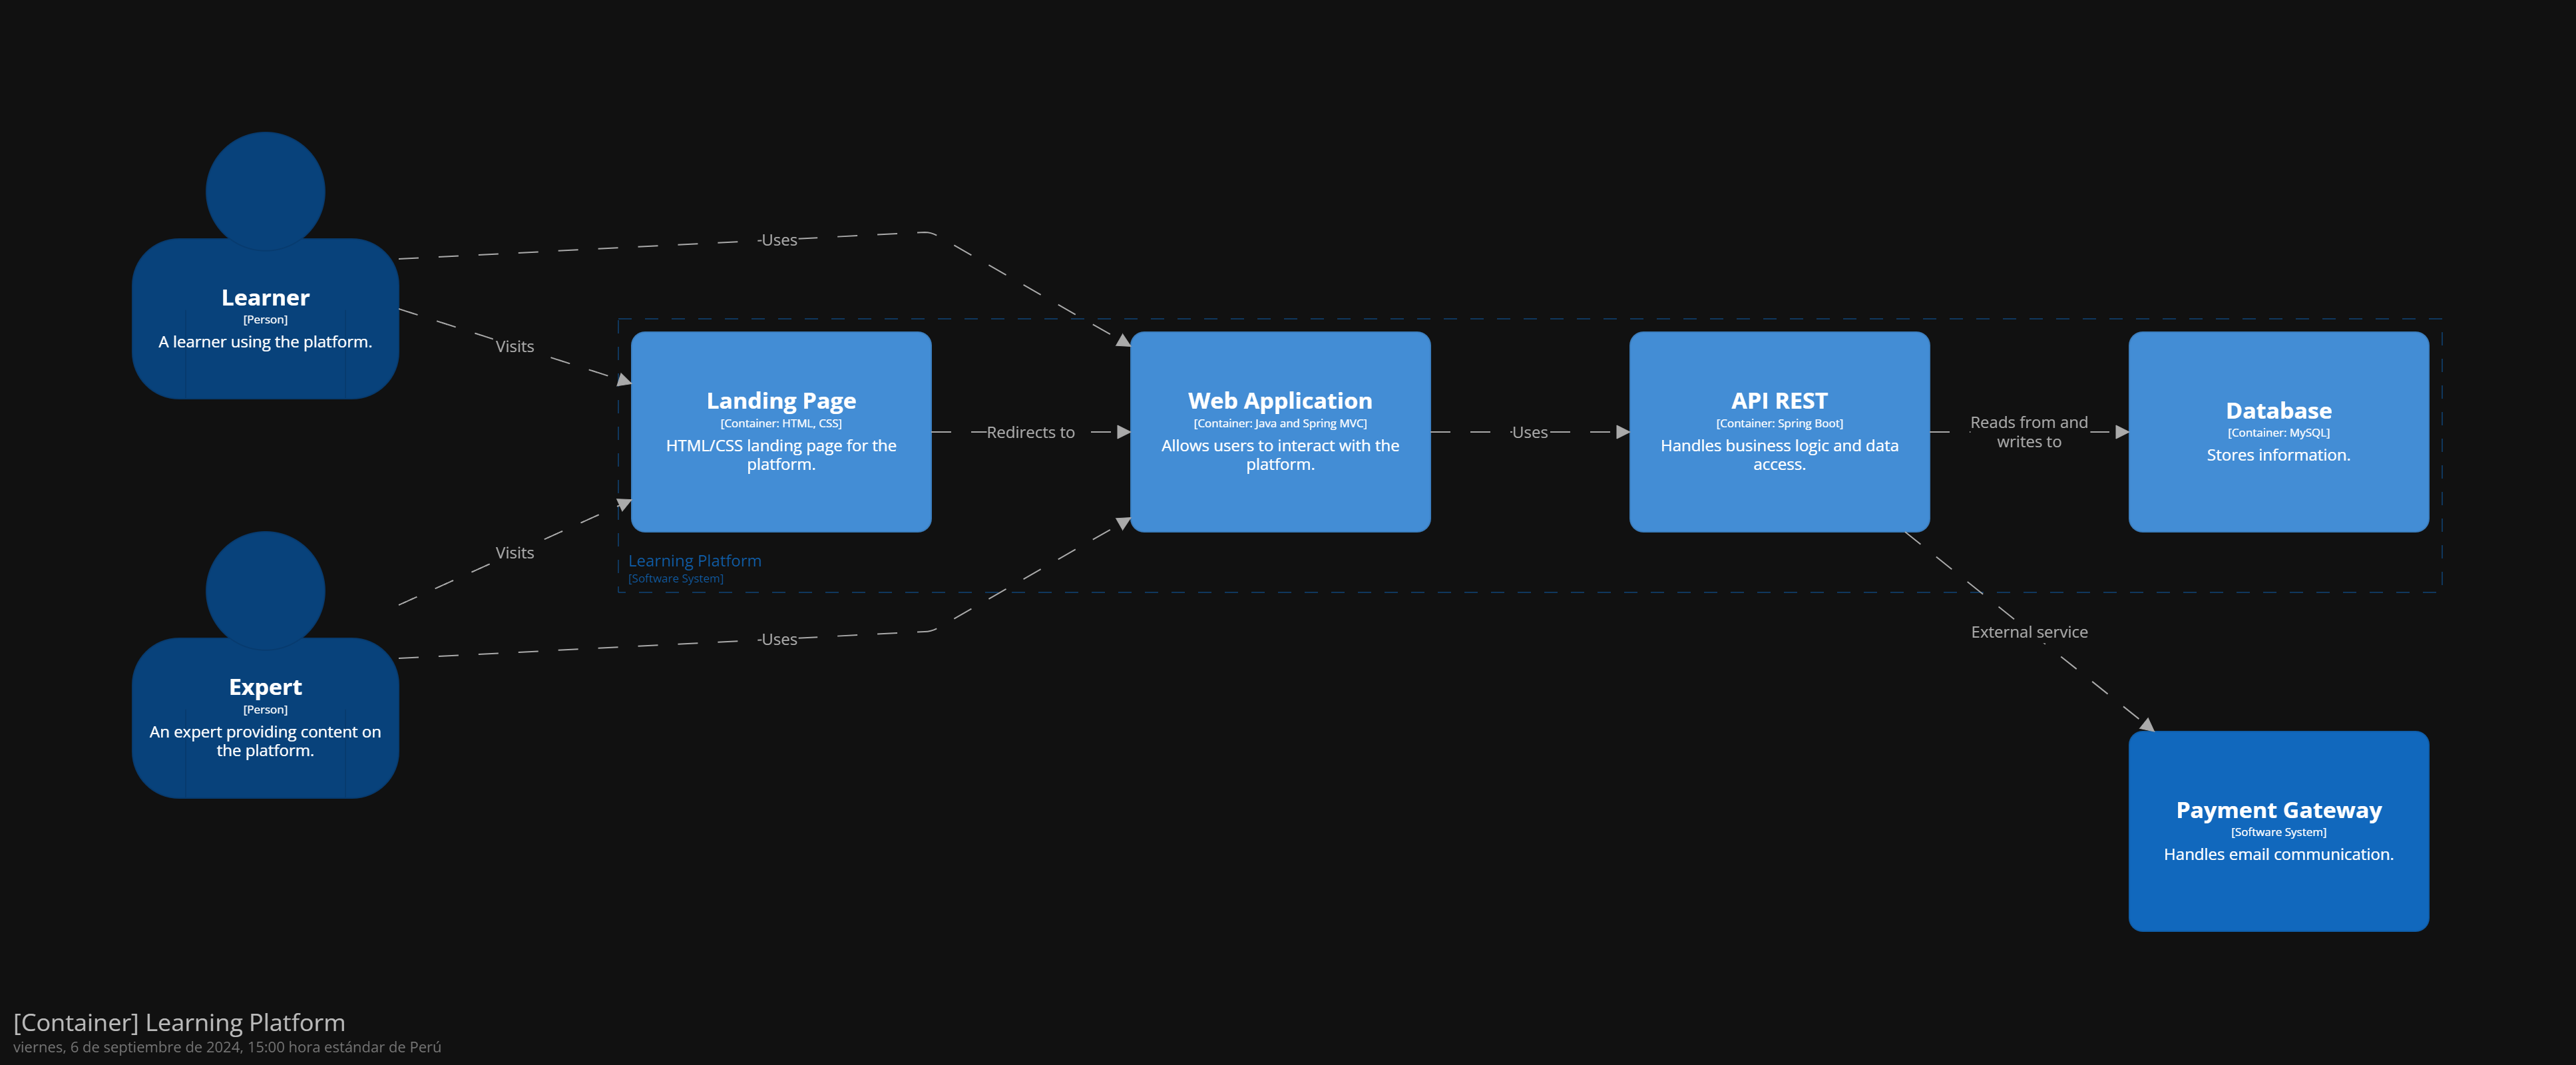 Learner
[Person]
A learner using the platform.
Uses
Visits
Landing Page
[Container: HTML, CSS]
HTML/CSS landing page for the
platform.
Redirects to
Web Application
[Container: Java and Spring MVC]
Allows users to interact with the
platform.
Uses
API REST
[Container: Spring Boot]
Handles business logic and data
access.
Reads from and
writes to
Database
[Container: MySQL]
Stores information.
Learning Platform
[Software System]
Expert
[Person]
An expert providing content on
the platform.
Visits
Uses
External service
Payment Gateway
[Software System]
Handles email communication.
[Container] Learning Platform
viernes, 6 de septiembre de 2024, 15:00 hora estándar de Perú